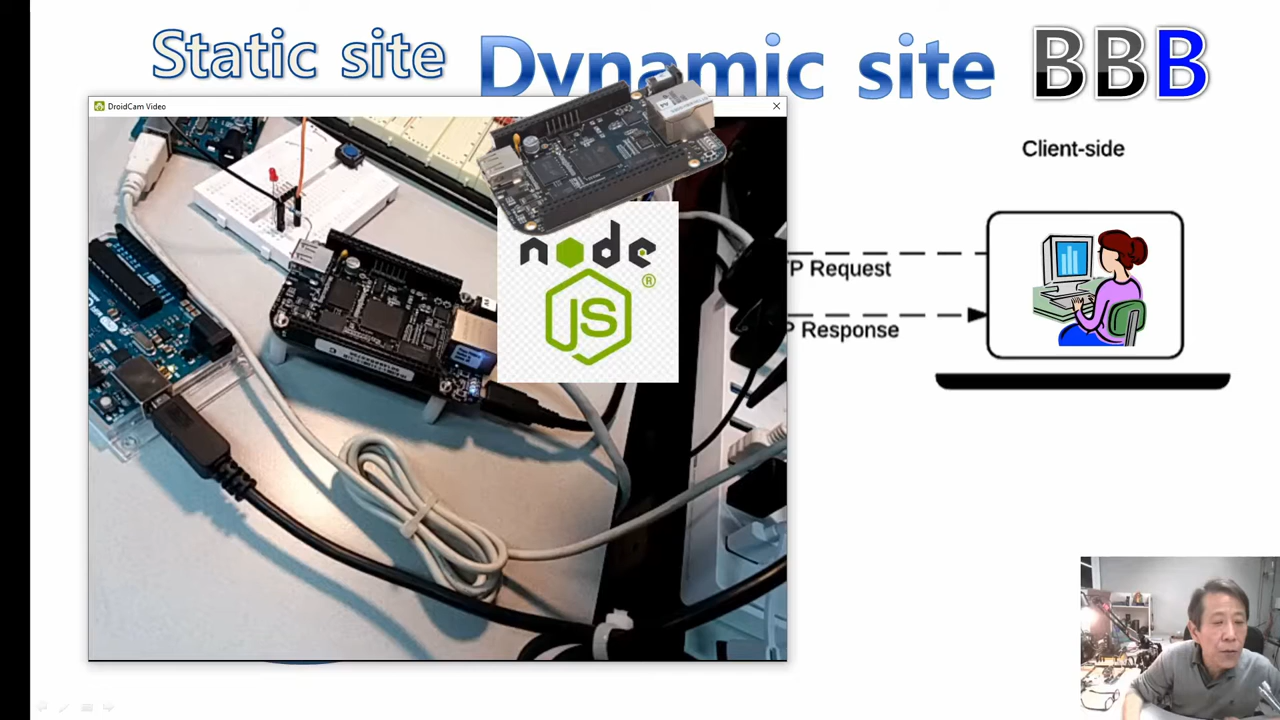 Static site Dynamic site BBB
DroidCam Video
Client-side
node
®
JS
P Request
P Response